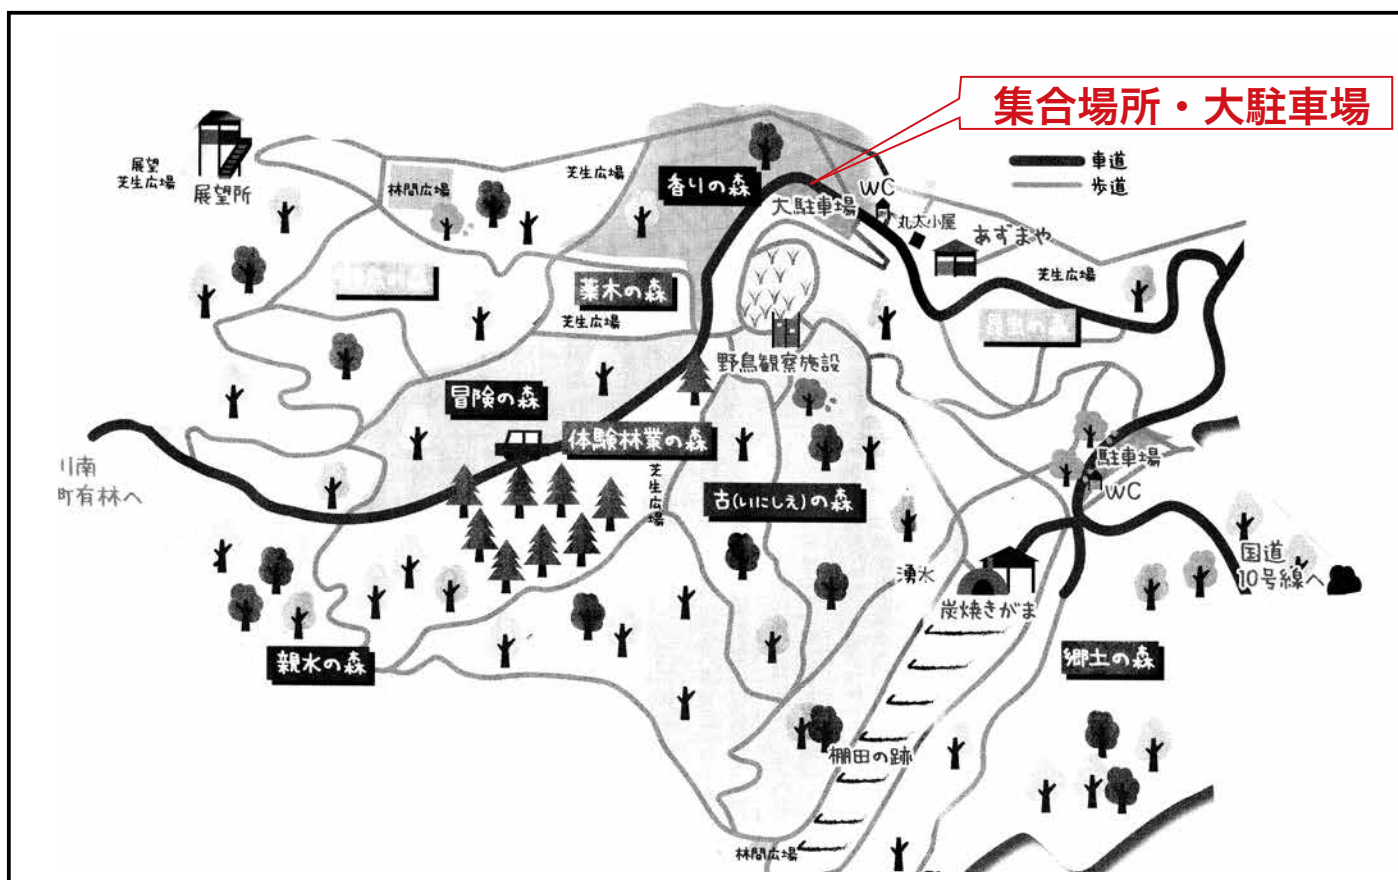 集合場所・大駐車場
車道
歩道
展望
芝生広場
展望所
林間広場
芝生広場
香りの森
大駐車場
WC
丸太小屋
あずまや
芝生広場
薬木の森
芝生広場
野鳥観察施設
冒険の森
体験林業の森
川南
町有林へ
芝生広場
古(いにしえ)の森
駐車場
WC
国道
10号線へ
湧水
炭焼きがま
親水の森
郷土の森
棚田の跡
林間広場